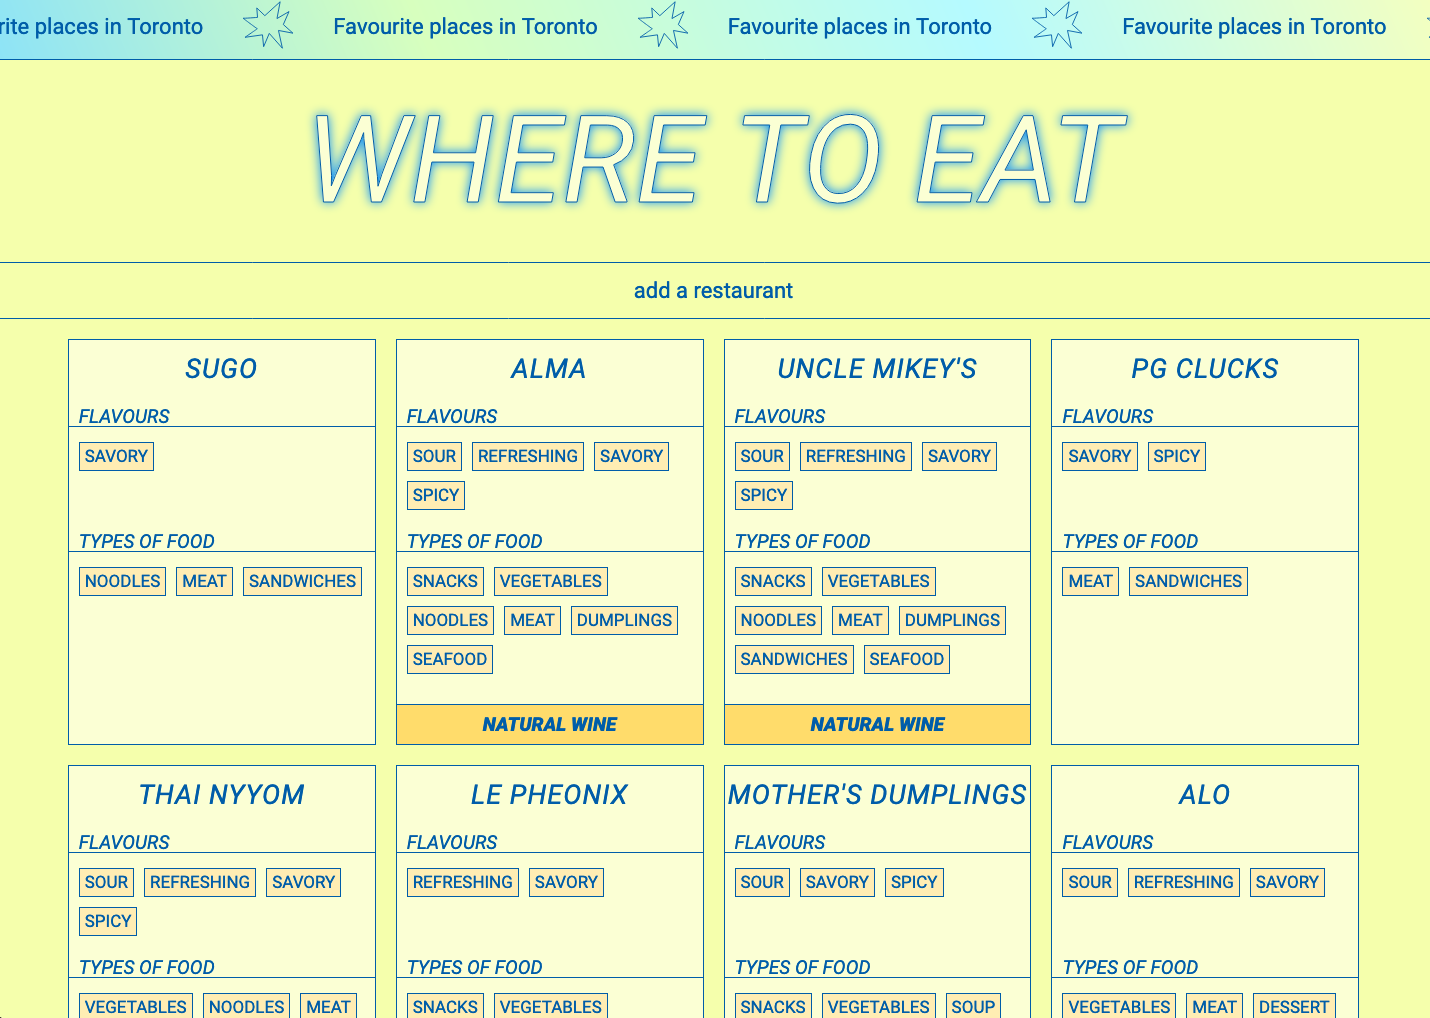 rite places in Toronto Favourite places in Toronto Favourite places in Toronto Favourite places in Toronto
WHERE TO EAT
add a restaurant
SUGO
FLAVOURS
SAVORY
TYPES OF FOOD
NOODLES MEAT SANDWICHES
ALMA
FLAVOURS
SOUR REFRESHING SAVORY
SPICY
TYPES OF FOOD
SNACKS VEGETABLES
NOODLES MEAT DUMPLINGS
SEAFOOD
NATURAL WINE
UNCLE MIKEY'S
FLAVOURS
SOUR REFRESHING SAVORY
SPICY
TYPES OF FOOD
SNACKS VEGETABLES
NOODLES MEAT DUMPLINGS
SANDWICHES SEAFOOD
NATURAL WINE
PG CLUCKS
FLAVOURS
SAVORY SPICY
TYPES OF FOOD
MEAT SANDWICHES
THAI NYYOM
FLAVOURS
SOUR REFRESHING SAVORY
SPICY
TYPES OF FOOD
VEGETABLES NOODLES MEAT
LE PHEONIX
FLAVOURS
REFRESHING SAVORY
TYPES OF FOOD
SNACKS VEGETABLES
MOTHER'S DUMPLINGS
FLAVOURS
SOUR SAVORY SPICY
TYPES OF FOOD
SNACKS VEGETABLES SOUP
ALO
FLAVOURS
SOUR REFRESHING SAVORY
TYPES OF FOOD
VEGETABLES MEAT DESSERT